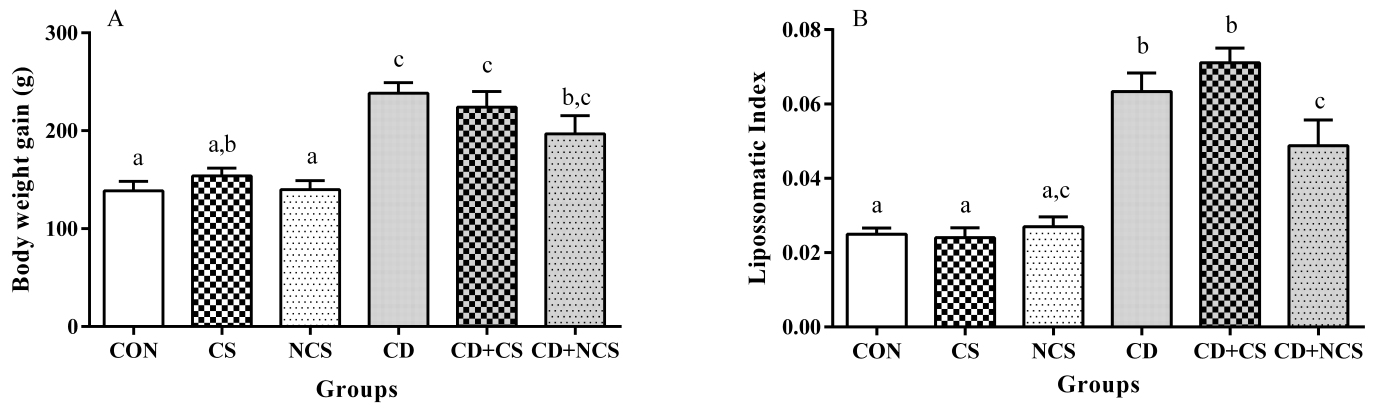 A
300
200
100
0
Body weight gain (g)
a
a,b
a
c
c
b,c
CON CS NCS CD CD+CS CD+NCS
Groups
B
0.08
0.06
0.04
0.02
0.00
Lipossomatic Index
a
a
a,c
b
b
c
CON CS NCS CD CD+CS CD+NCS
Groups